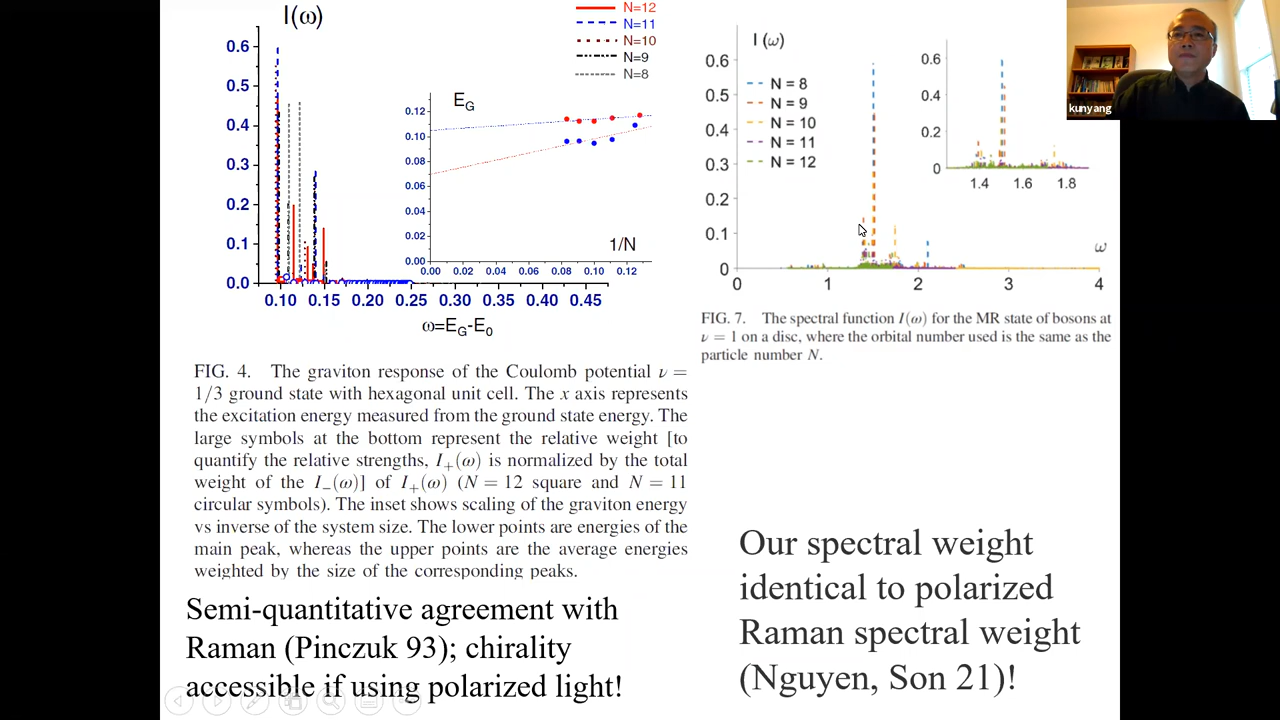 I(ω)
N=12
N=11
N=10
N=9
N=8
0.6
0.5
0.4
0.3
0.2
0.1
0.0
0.10 0.15 0.20 0.25 0.30 0.35 0.40 0.45
ω=E_G-E_0
E_G
0.12
0.10
0.08
0.06
0.04
0.02
0.00
0.00 0.02 0.04 0.06 0.08 0.10 0.12
1/N
FIG. 4. The graviton response of the Coulomb potential ν =
1/3 ground state with hexagonal unit cell. The x axis represents
the excitation energy measured from the ground state energy. The
large symbols at the bottom represent the relative weight [to
quantify the relative strengths, I₊(ω) is normalized by the total
weight of the I₋(ω)] of I₊(ω) (N = 12 square and N = 11
circular symbols). The inset shows scaling of the graviton energy
vs inverse of the system size. The lower points are energies of the
main peak, whereas the upper points are the average energies
weighted by the size of the corresponding peaks.
Semi-quantitative agreement with
Raman (Pinczuk 93); chirality
accessible if using polarized light!
I (ω)
0.6
0.5
0.4
0.3
0.2
0.1
0
N = 8
N = 9
N = 10
N = 11
N = 12
0 1 2 3 4
ω
0.6
0.4
0.2
0
1.4 1.6 1.8
FIG. 7. The spectral function I(ω) for the MR state of bosons at
ν = 1 on a disc, where the orbital number used is the same as the
particle number N.
Our spectral weight
identical to polarized
Raman spectral weight
(Nguyen, Son 21)!
kunyang